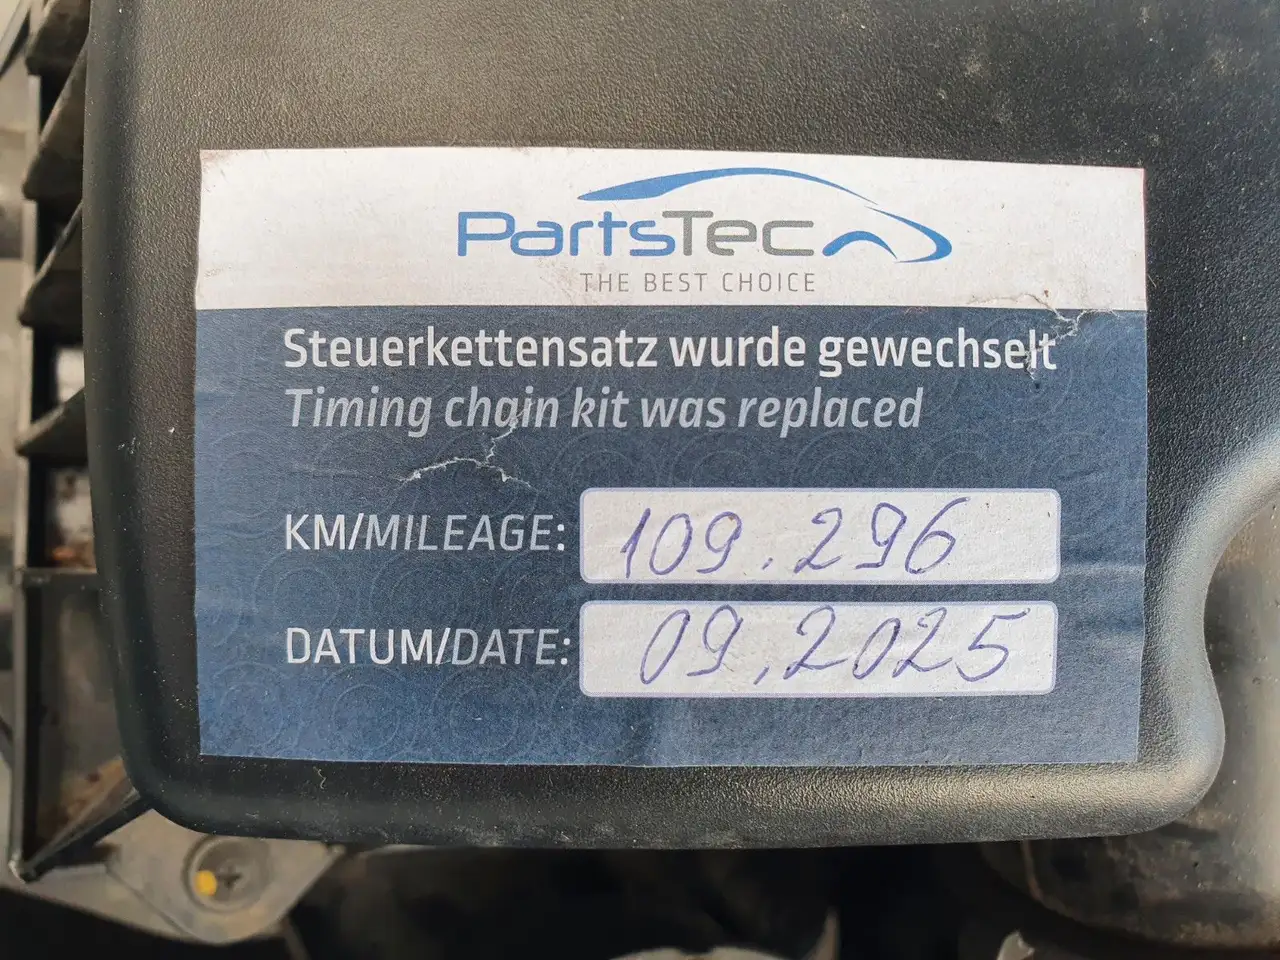 PartsTec
THE BEST CHOICE
Steuerkettensatz wurde gewechselt
Timing chain kit was replaced
KM/MILEAGE: 109.296
DATUM/DATE: 09.2025